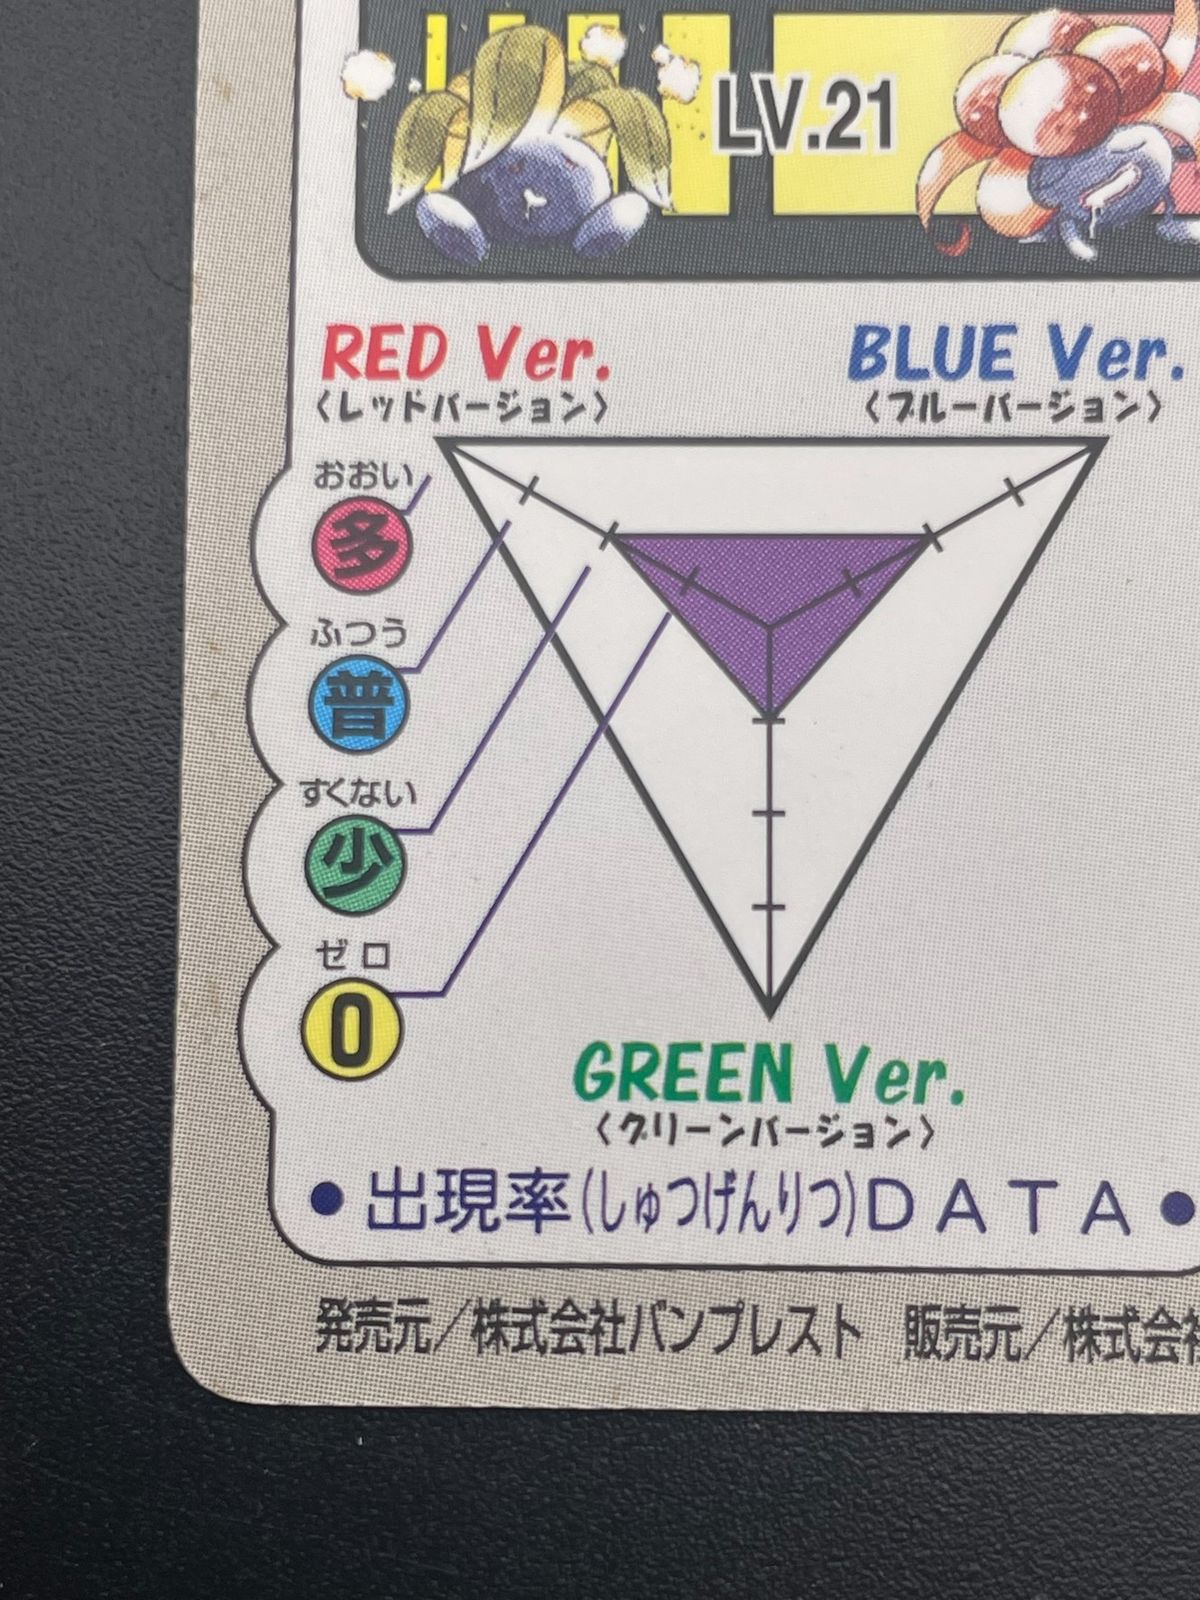 LV.21
RED Ver.
〈レッドバージョン〉
BLUE Ver.
〈ブルーバージョン〉
おおい
多
ふつう
普
すくない
少
ゼロ
0
GREEN Ver.
〈グリーンバージョン〉
●出現率(しゅつげんりつ)DATA●
発売元／株式会社バンプレスト 販売元／株式会社